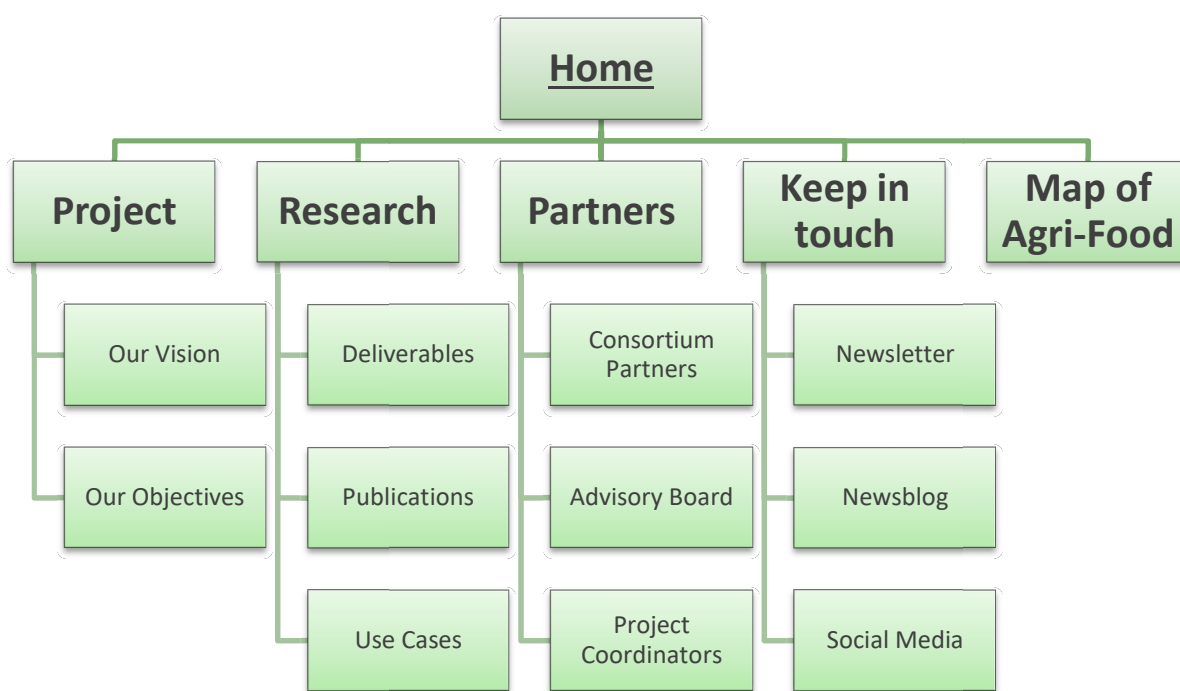 Home
Project
Research
Partners
Keep in
touch
Map of
Agri-Food
Our Vision
Deliverables
Consortium
Partners
Newsletter
Our Objectives
Publications
Advisory Board
Newsblog
Use Cases
Project
Coordinators
Social Media